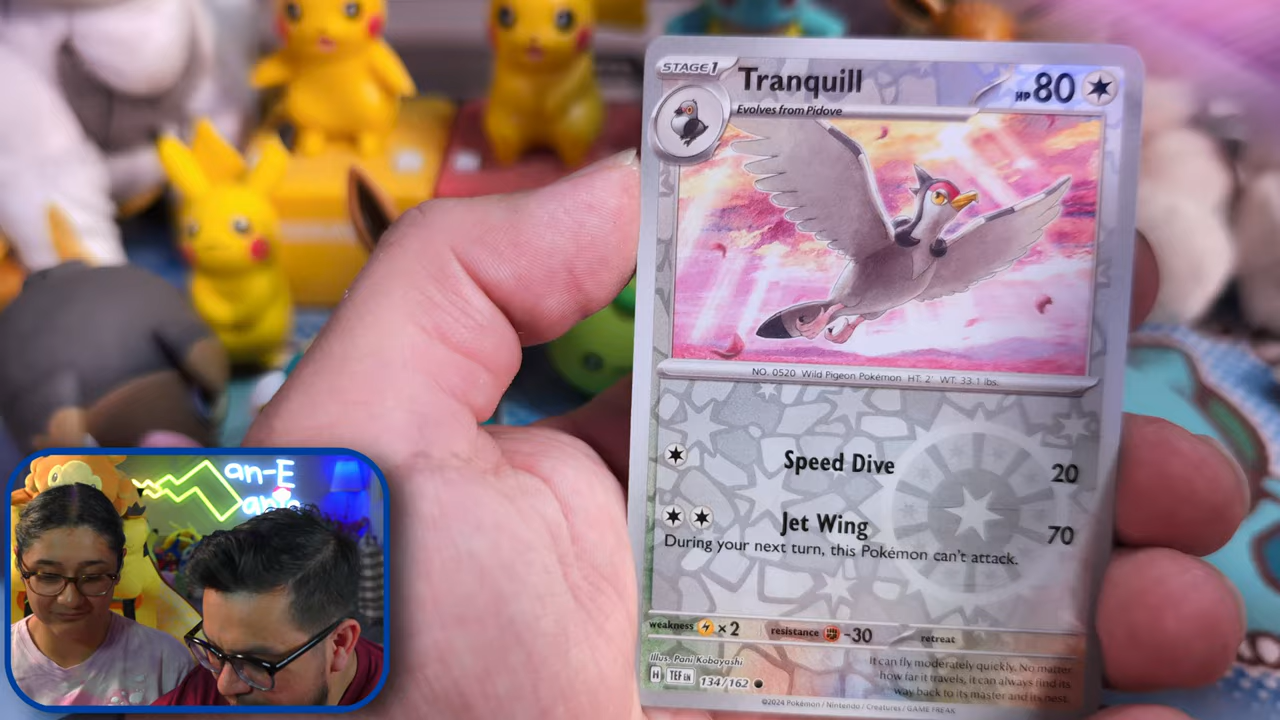 STAGE1
Tranquill
HP 80
Evolves from Pidove
NO. 0520 Wild Pigeon Pokémon HT: 2' WT: 33.1 lbs.
Speed Dive 20
Jet Wing 70
During your next turn, this Pokémon can't attack.
weakness ×2 resistance -30 retreat
Illus. Pani Kobayashi
H TEF EN 134/162
It can fly moderately quickly. No matter
how far it travels, it can always find its
way back to its master and its nest.
©2024 Pokémon / Nintendo / Creatures / GAME FREAK
an-E